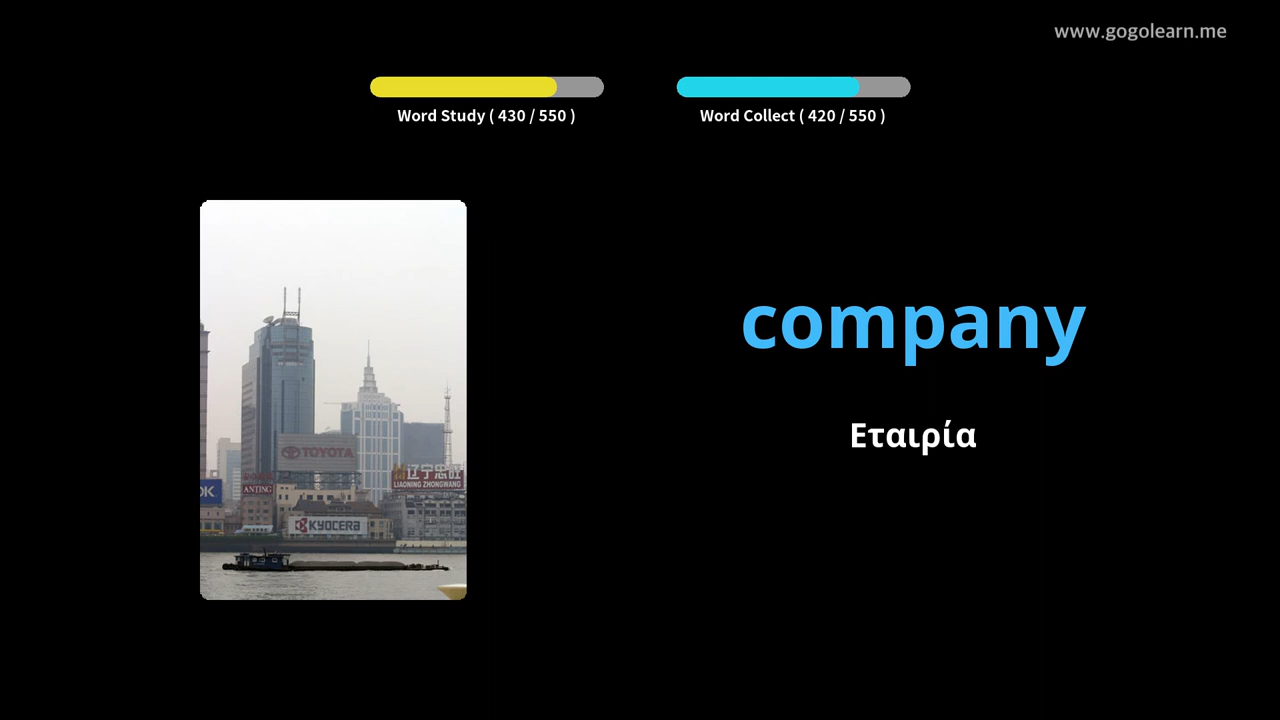 www.gogolearn.me
Word Study ( 430 / 550 )
Word Collect ( 420 / 550 )
company
Εταιρία
TOYOTA
辽宁忠旺
LIAONING ZHONGWANG
ANTING
OK
KYOCERA